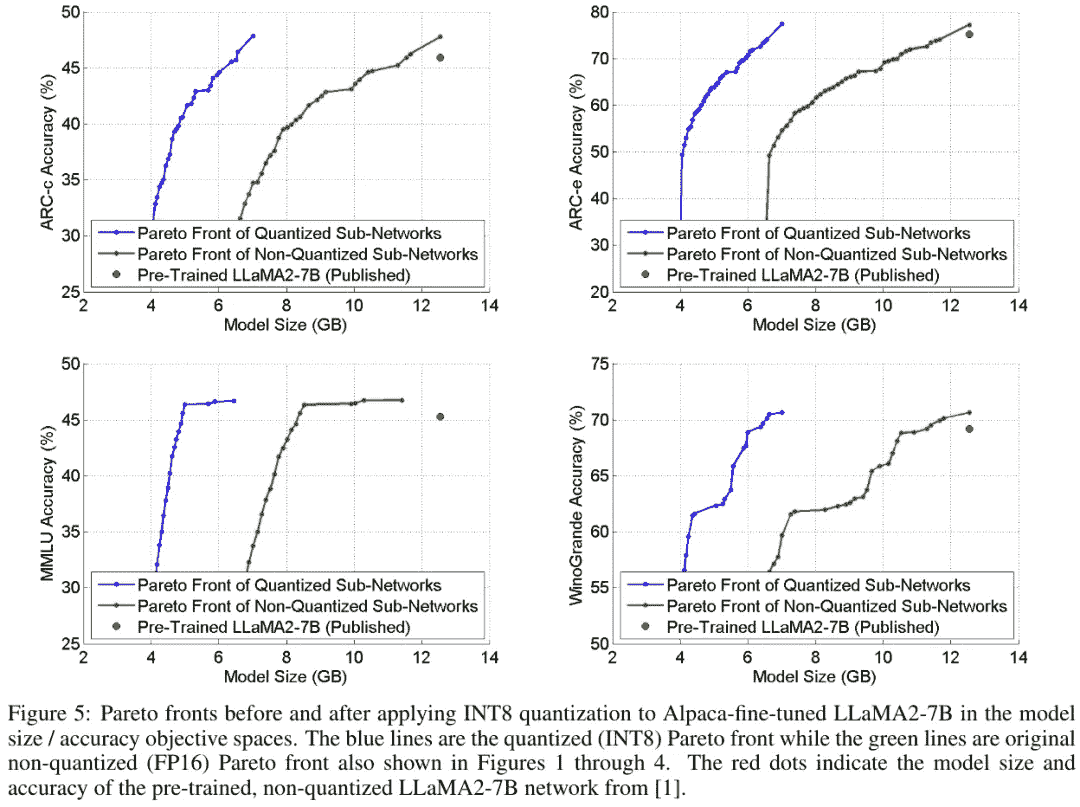 50
45
40
35
30
25
ARC-c Accuracy (%)
Pareto Front of Quantized Sub-Networks
Pareto Front of Non-Quantized Sub-Networks
Pre-Trained LLaMA2-7B (Published)
2 4 6 8 10 12 14
Model Size (GB)
80
70
60
50
40
30
20
ARC-e Accuracy (%)
Pareto Front of Quantized Sub-Networks
Pareto Front of Non-Quantized Sub-Networks
Pre-Trained LLaMA2-7B (Published)
2 4 6 8 10 12 14
Model Size (GB)
50
45
40
35
30
25
MMLU Accuracy (%)
Pareto Front of Quantized Sub-Networks
Pareto Front of Non-Quantized Sub-Networks
Pre-Trained LLaMA2-7B (Published)
2 4 6 8 10 12 14
Model Size (GB)
75
70
65
60
55
50
WinoGrande Accuracy (%)
Pareto Front of Quantized Sub-Networks
Pareto Front of Non-Quantized Sub-Networks
Pre-Trained LLaMA2-7B (Published)
2 4 6 8 10 12 14
Model Size (GB)
Figure 5: Pareto fronts before and after applying INT8 quantization to Alpaca-fine-tuned LLaMA2-7B in the model
size / accuracy objective spaces. The blue lines are the quantized (INT8) Pareto front while the green lines are original
non-quantized (FP16) Pareto front also shown in Figures 1 through 4. The red dots indicate the model size and
accuracy of the pre-trained, non-quantized LLaMA2-7B network from [1].